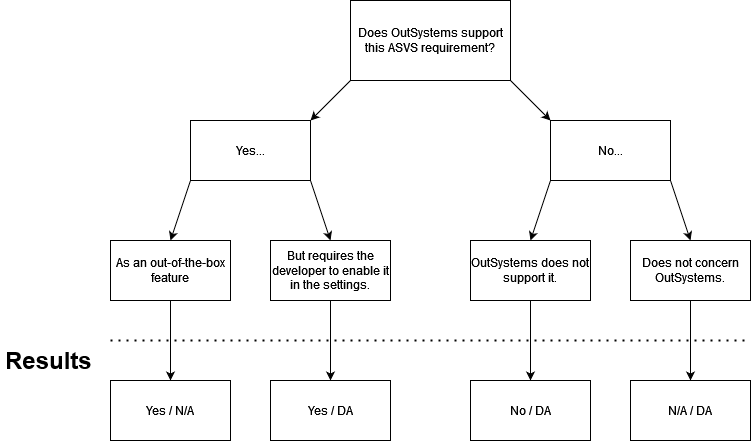 Does OutSystems support
this ASVS requirement?
Yes...
No...
As an out-of-the-box
feature
But requires the
developer to enable it
in the settings.
OutSystems does not
support it.
Does not concern
OutSystems.
Results
Yes / N/A
Yes / DA
No / DA
N/A / DA